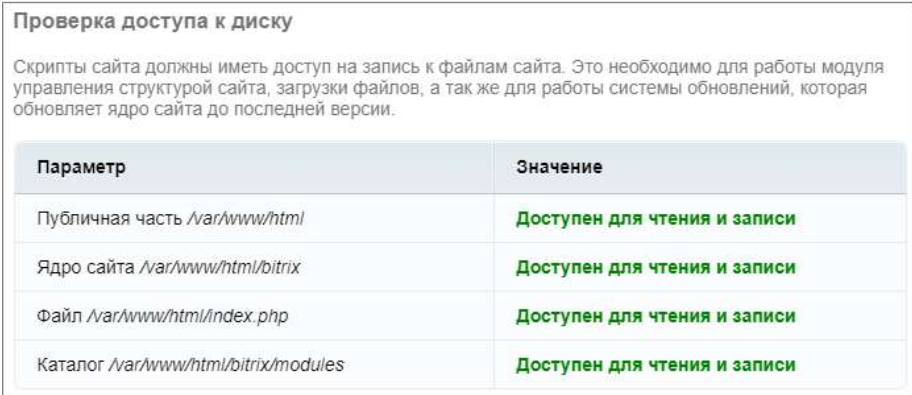 Проверка доступа к диску
Скрипты сайта должны иметь доступ на запись к файлам сайта. Это необходимо для работы модуля
управления структурой сайта, загрузки файлов, а так же для работы системы обновлений, которая
обновляет ядро сайта до последней версии.
Параметр Значение
Публичная часть /var/www/html Доступен для чтения и записи
Ядро сайта /var/www/html/bitrix Доступен для чтения и записи
Файл /var/www/html/index.php Доступен для чтения и записи
Каталог /var/www/html/bitrix/modules Доступен для чтения и записи